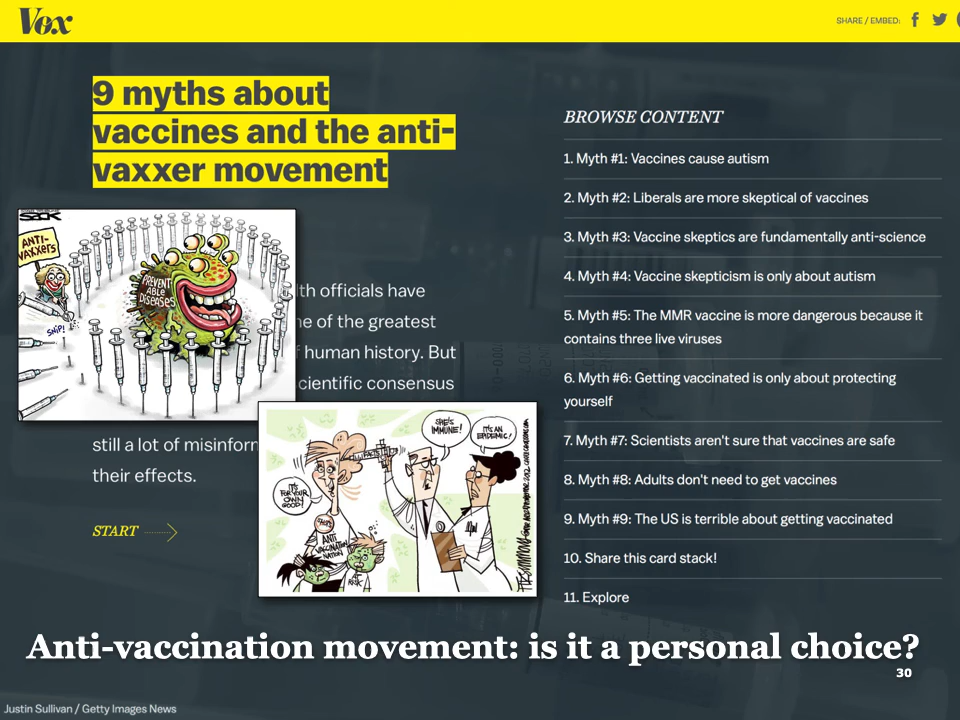 Vox
SHARE / EMBED:
9 myths about
vaccines and the anti-
vaxxer movement
lth officials have
ne of the greatest
f human history. But
cientific consensus
still a lot of misinform
their effects.
START
ANTI-
VAXXERS
SNIP!
PREVENT
ABLE
DISEASES
SHE'S
IMMUNE!
IT'S AN
EPIDEMIC!
FACTS
IT'S
FOR YOUR
OWN
GOOD!
ANTI
VACCINATION
NATION
AT
RISK
BROWSE CONTENT
1. Myth #1: Vaccines cause autism
2. Myth #2: Liberals are more skeptical of vaccines
3. Myth #3: Vaccine skeptics are fundamentally anti-science
4. Myth #4: Vaccine skepticism is only about autism
5. Myth #5: The MMR vaccine is more dangerous because it
contains three live viruses
6. Myth #6: Getting vaccinated is only about protecting
yourself
7. Myth #7: Scientists aren't sure that vaccines are safe
8. Myth #8: Adults don't need to get vaccines
9. Myth #9: The US is terrible about getting vaccinated
10. Share this card stack!
11. Explore
Anti-vaccination movement: is it a personal choice?
30
Justin Sullivan / Getty Images News